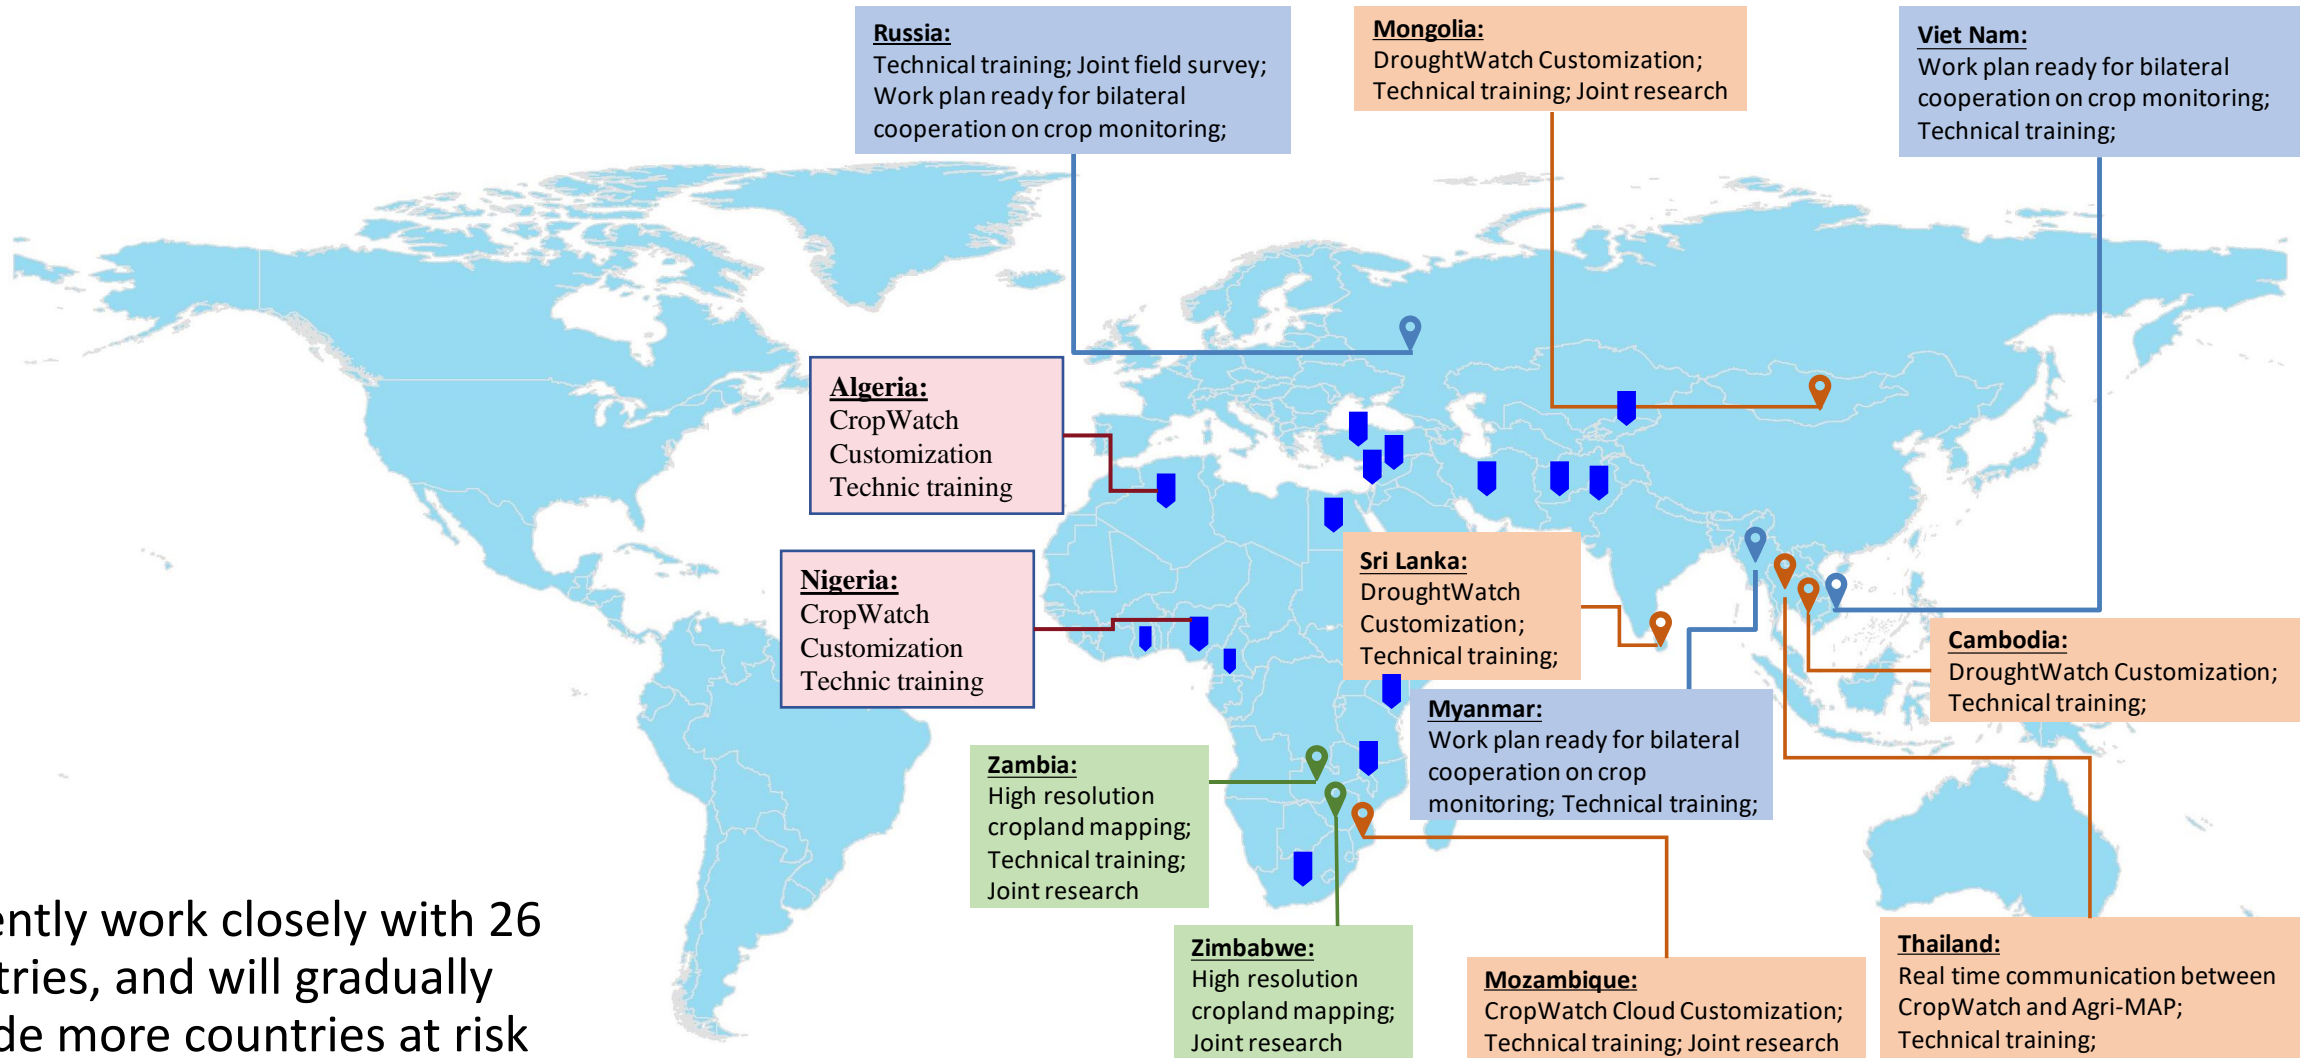 Russia:
Technical training; Joint field survey;
Work plan ready for bilateral
cooperation on crop monitoring;
Mongolia:
DroughtWatch Customization;
Technical training; Joint research
Viet Nam:
Work plan ready for bilateral
cooperation on crop monitoring;
Technical training;
Algeria:
CropWatch
Customization
Technic training
Nigeria:
CropWatch
Customization
Technic training
Sri Lanka:
DroughtWatch
Customization;
Technical training;
Cambodia:
DroughtWatch Customization;
Technical training;
Myanmar:
Work plan ready for bilateral
cooperation on crop
monitoring; Technical training;
Zambia:
High resolution
cropland mapping;
Technical training;
Joint research
Zimbabwe:
High resolution
cropland mapping;
Joint research
Mozambique:
CropWatch Cloud Customization;
Technical training; Joint research
Thailand:
Real time communication between
CropWatch and Agri-MAP;
Technical training;
ently work closely with 26
tries, and will gradually
de more countries at risk